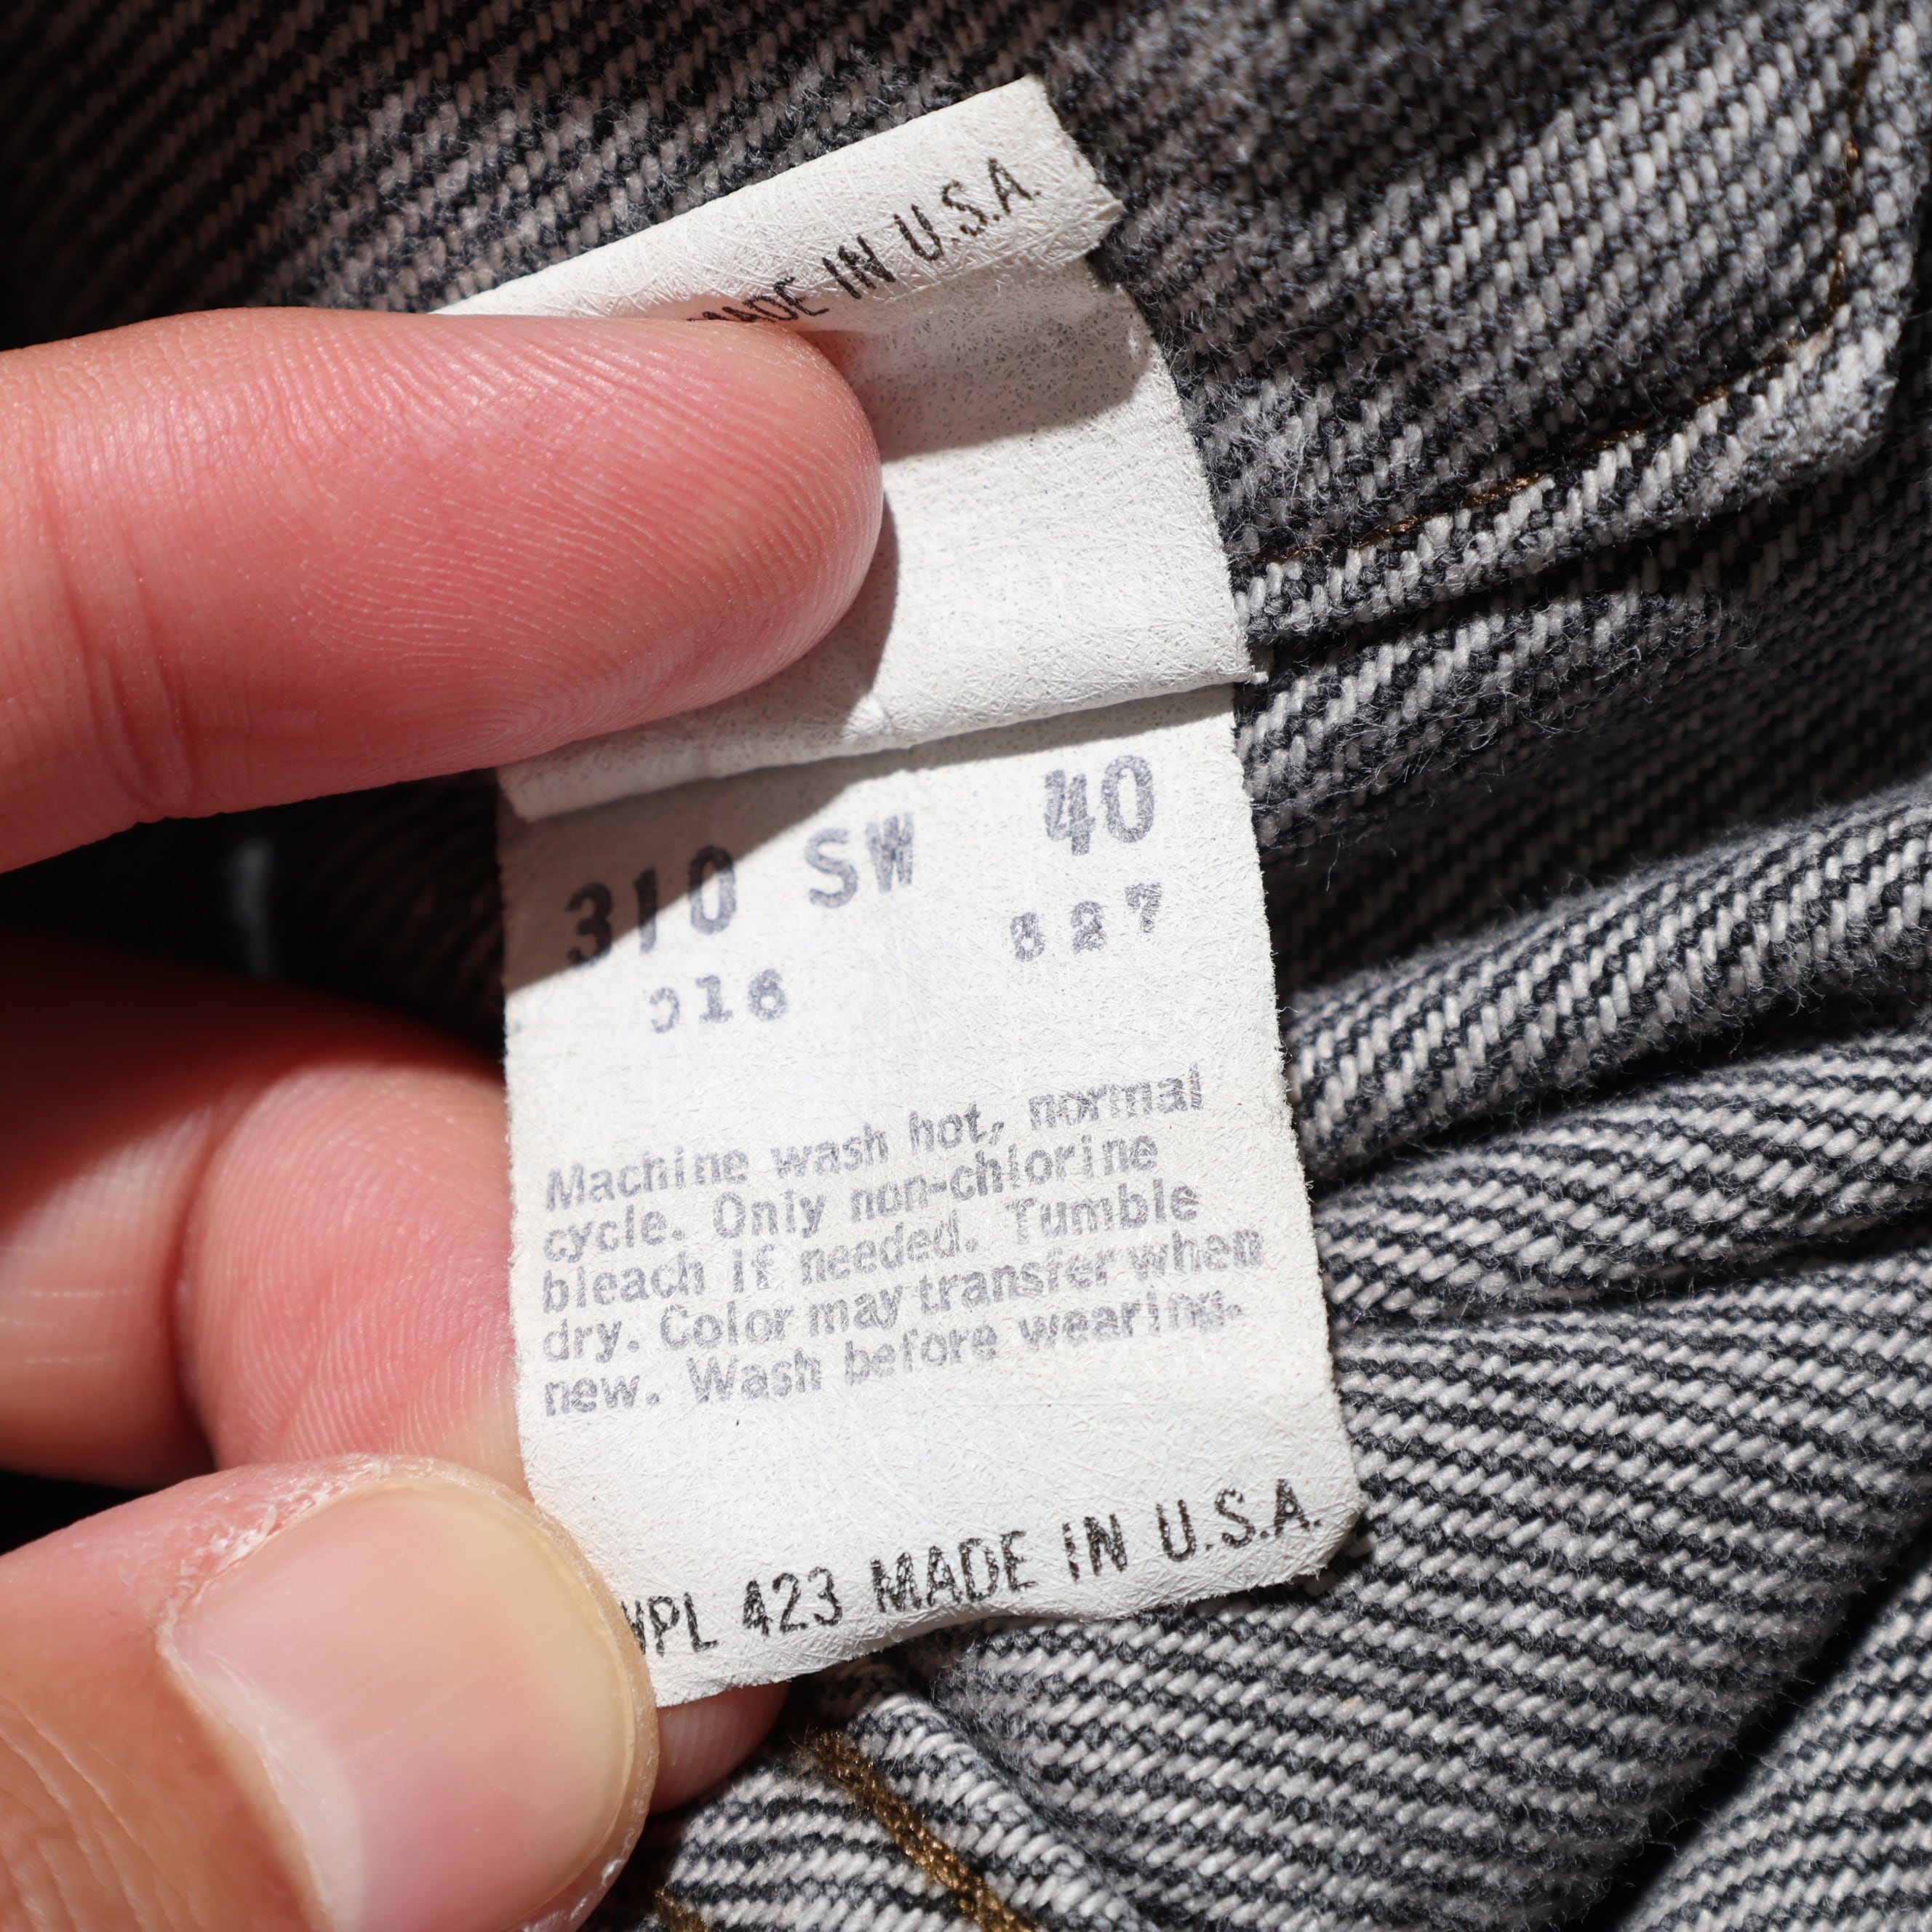 MADE IN U.S.A.
310 SW 40
016 827
Machine wash hot, normal
cycle. Only non-chlorine
bleach if needed. Tumble
dry. Color may transfer when
new. Wash before wearing.
WPL 423 MADE IN U.S.A.